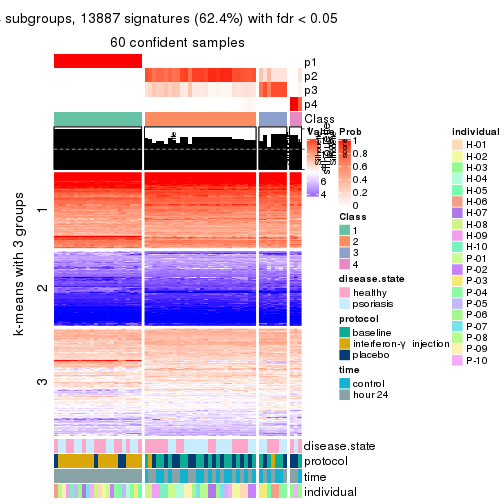 subgroups, 13887 signatures (62.4%) with fdr < 0.05
60 confident samples
p1
p2
p3
p4
Class
k-means with 3 groups
1
2
3
Value
6
4
Prob
1
0.8
0.6
0.4
0.2
0
Class
1
2
3
4
disease.state
healthy
psoriasis
protocol
baseline
interferon-γ injection
placebo
time
control
hour 24
individual
H-01
H-02
H-03
H-04
H-05
H-06
H-07
H-08
H-09
H-10
P-01
P-02
P-03
P-04
P-05
P-06
P-07
P-08
P-09
P-10
disease.state
protocol
time
individual